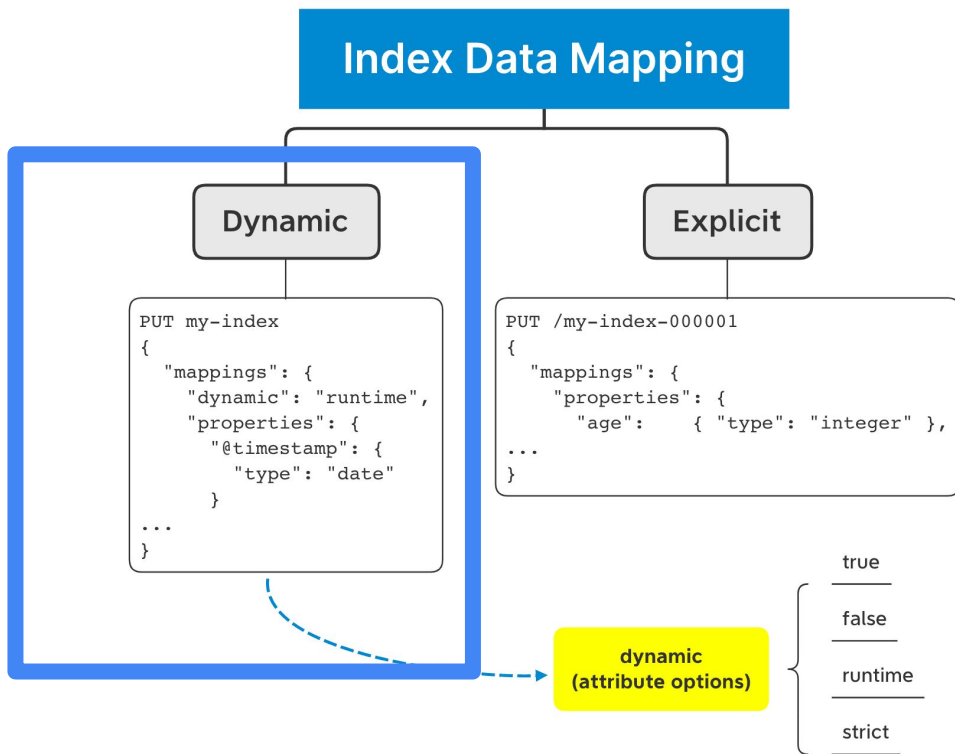 Index Data Mapping
Dynamic
Explicit
PUT my-index
{
  "mappings": {
    "dynamic": "runtime",
    "properties": {
      "@timestamp": {
        "type": "date"
      }
...
}
PUT /my-index-000001
{
  "mappings": {
    "properties": {
      "age":    { "type": "integer" },
...
}
dynamic
(attribute options)
true
false
runtime
strict